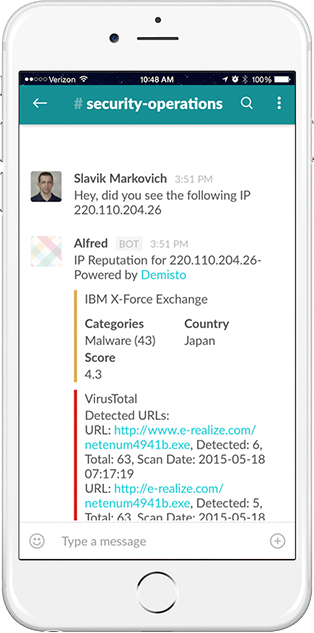 Verizon 10:48 AM 100%
# security-operations
Slavik Markovich 3:51 PM
Hey, did you see the following IP
220.110.204.26
Alfred BOT 3:51 PM
IP Reputation for 220.110.204.26-
Powered by Demisto
IBM X-Force Exchange
Categories Country
Malware (43) Japan
Score
4.3
VirusTotal
Detected URLs:
URL: http://www.e-realize.com/
netenum4941b.exe, Detected: 6,
Total: 63, Scan Date: 2015-05-18
07:17:19
URL: http://e-realize.com/
netenum4941b.exe, Detected: 5,
Total: 63, Scan Date: 2015-05-18
Type a message